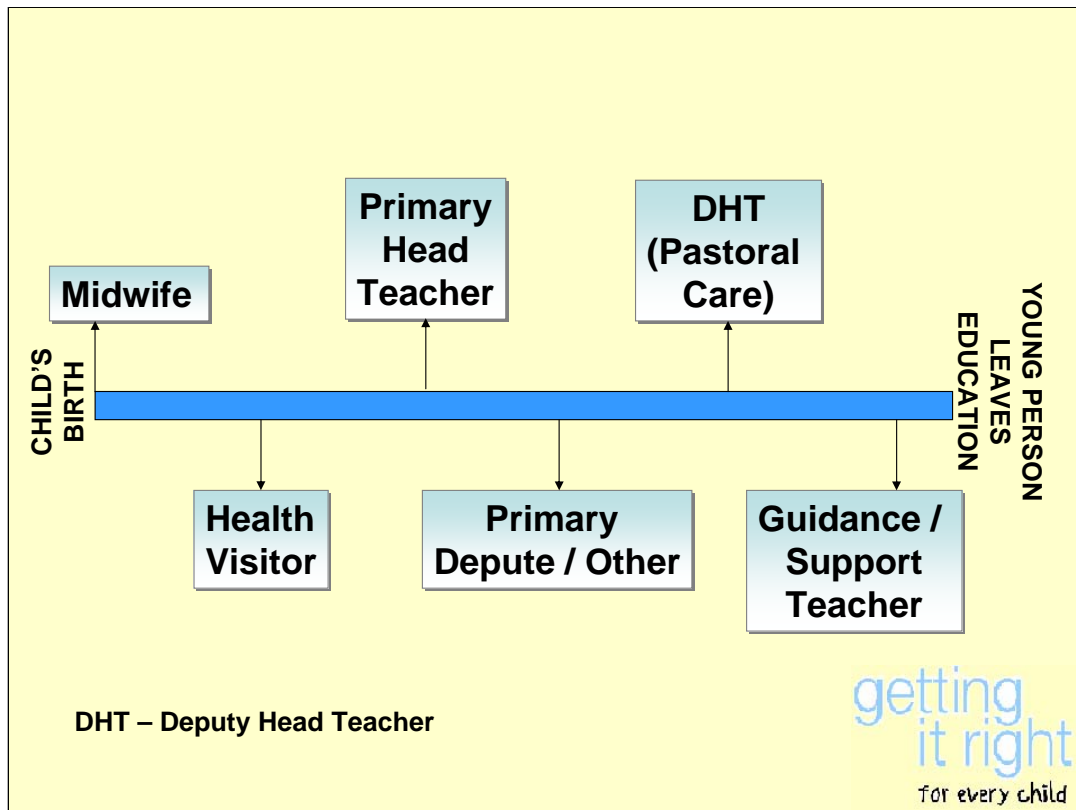 Primary
Head
Teacher
DHT
(Pastoral
Care)
Midwife
CHILD'S
BIRTH
YOUNG PERSON
LEAVES
EDUCATION
Health
Visitor
Primary
Depute / Other
Guidance /
Support
Teacher
DHT – Deputy Head Teacher
getting
it right
for every child